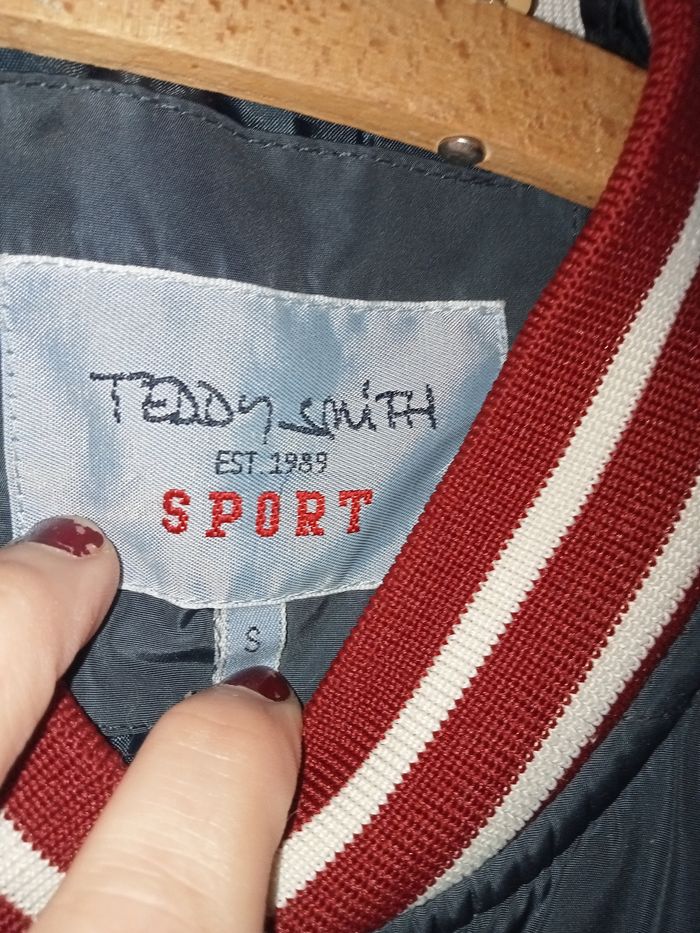 TEDDY SMITH
EST. 1989
SPORT
S